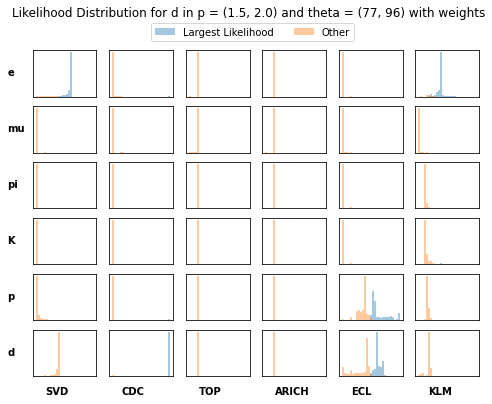 Likelihood Distribution for d in p = (1.5, 2.0) and theta = (77, 96) with weights
Largest Likelihood Other
e
mu
pi
K
p
d
SVD CDC TOP ARICH ECL KLM